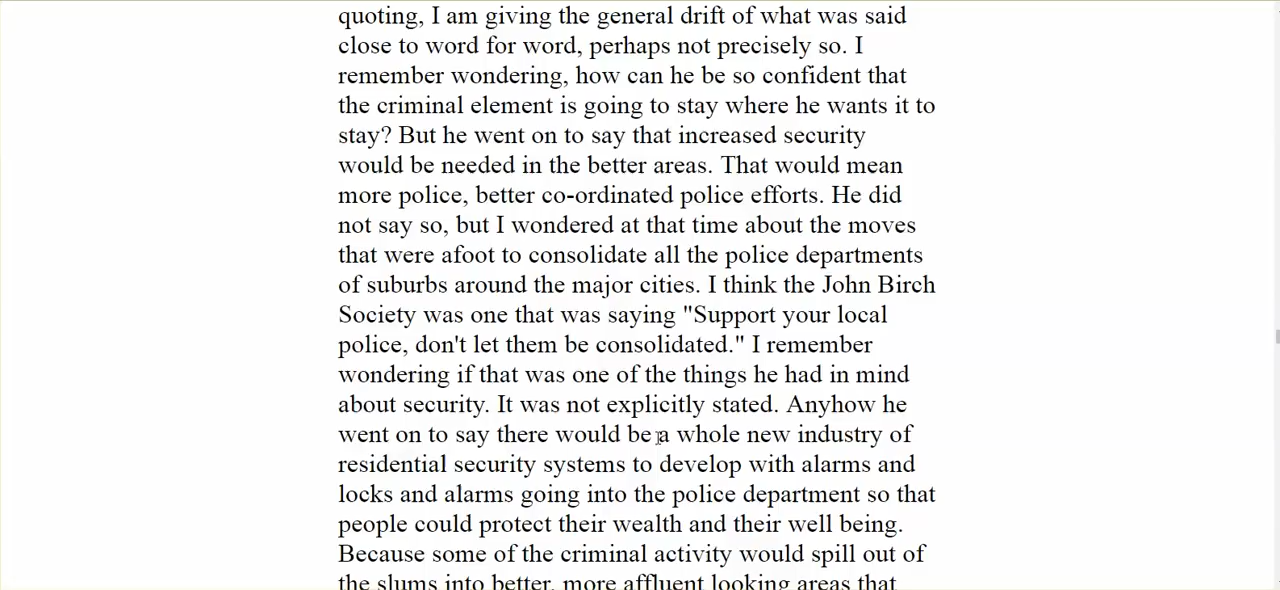 quoting, I am giving the general drift of what was said
close to word for word, perhaps not precisely so. I
remember wondering, how can he be so confident that
the criminal element is going to stay where he wants it to
stay? But he went on to say that increased security
would be needed in the better areas. That would mean
more police, better co-ordinated police efforts. He did
not say so, but I wondered at that time about the moves
that were afoot to consolidate all the police departments
of suburbs around the major cities. I think the John Birch
Society was one that was saying "Support your local
police, don't let them be consolidated." I remember
wondering if that was one of the things he had in mind
about security. It was not explicitly stated. Anyhow he
went on to say there would be a whole new industry of
residential security systems to develop with alarms and
locks and alarms going into the police department so that
people could protect their wealth and their well being.
Because some of the criminal activity would spill out of
the slums into better, more affluent looking areas that